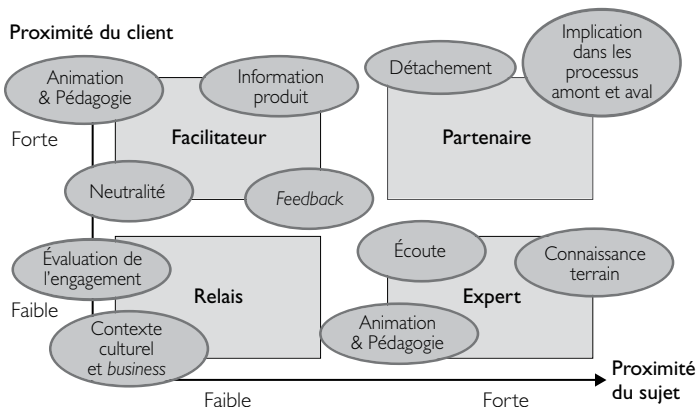 Proximité du client
Animation
& Pédagogie
Information
produit
Détachement
Implication
dans les
processus
amont et aval
Forte
Facilitateur
Partenaire
Neutralité
Feedback
Évaluation de
l'engagement
Écoute
Connaissance
terrain
Faible
Relais
Expert
Contexte
culturel
et business
Animation
& Pédagogie
Proximité
du sujet
Faible
Forte